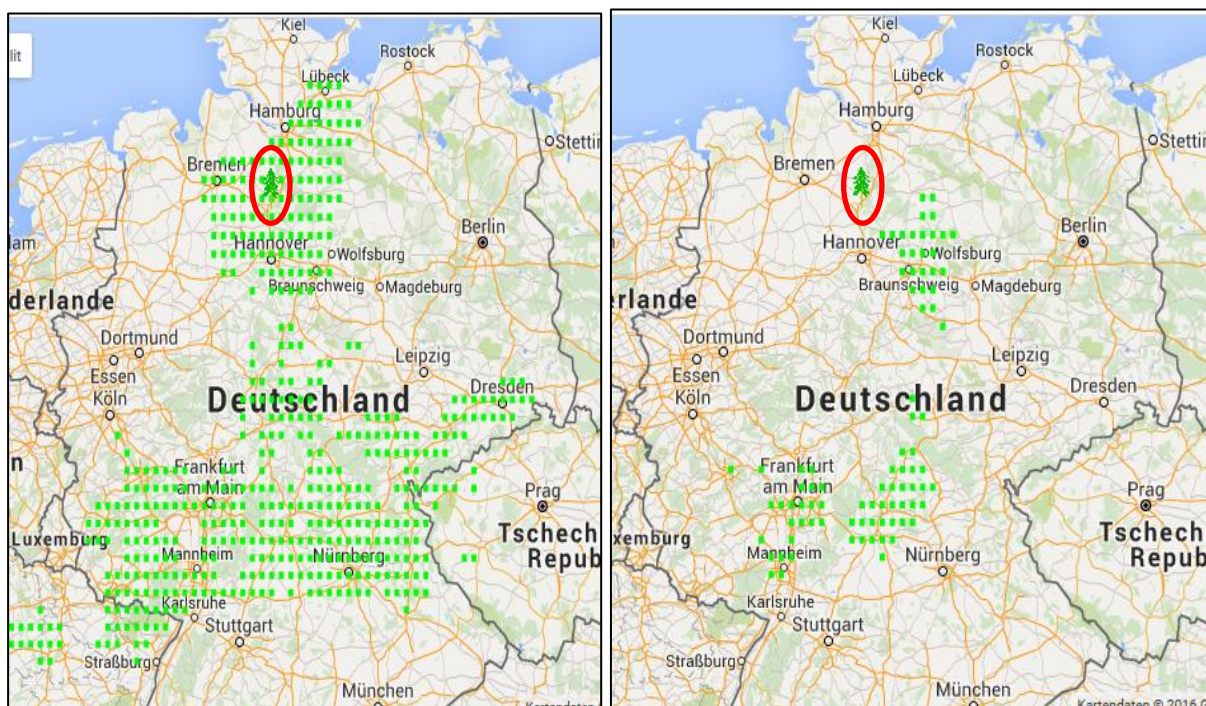 Kiel
Rostock
lit
Lübeck
Hamburg
Stettin
Bremen
Berlin
Hannover
Wolfsburg
Braunschweig
Magdeburg
derlande
Dortmund
Essen
Leipzig
Köln
Deutschland
Dresden
Frankfurt
am Main
Prag
Luxemburg
Tschech
Mannheim
Nürnberg
Repub
Karlsruhe
Stuttgart
Straßburg
München
Kartendaten
Kiel
Rostock
Lübeck
Hamburg
Stettin
Bremen
Berlin
Hannover
Wolfsburg
Braunschweig
Magdeburg
erlande
Dortmund
Essen
Leipzig
Köln
Deutschland
Dresden
Frankfurt
am Main
Prag
xemburg
Tschech
Mannheim
Nürnberg
Repub
Karlsruhe
Stuttgart
Straßburg
München
Kartendaten © 2016 G